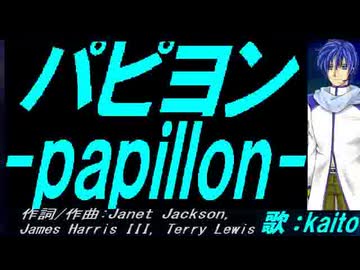 パピヨン
-papillon-
作詞/作曲:Janet Jackson,
James Harris III, Terry Lewis
歌:kaito